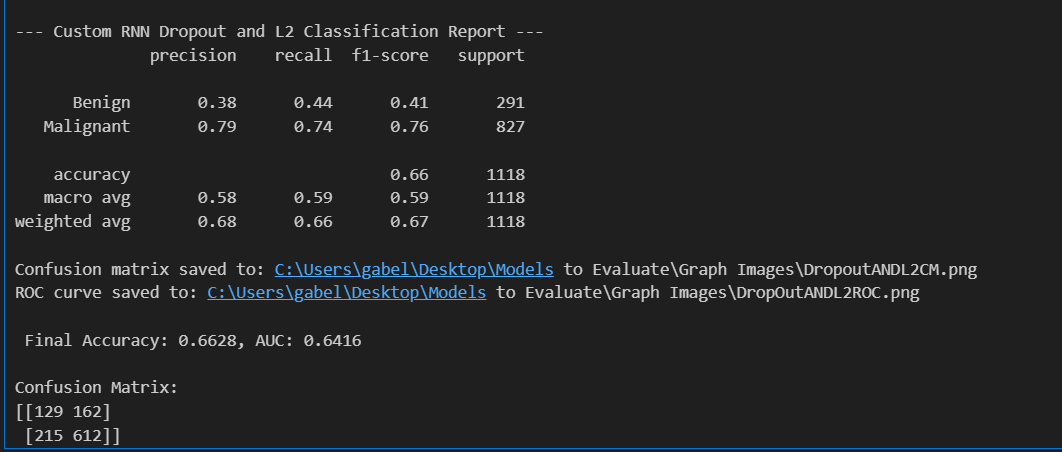 --- Custom RNN Dropout and L2 Classification Report ---
              precision    recall  f1-score   support

      Benign       0.38      0.44      0.41       291
   Malignant       0.79      0.74      0.76       827

    accuracy                           0.66      1118
   macro avg       0.58      0.59      0.59      1118
weighted avg       0.68      0.66      0.67      1118

Confusion matrix saved to: C:\Users\gabel\Desktop\Models to Evaluate\Graph Images\DropoutANDL2CM.png
ROC curve saved to: C:\Users\gabel\Desktop\Models to Evaluate\Graph Images\DropOutANDL2ROC.png

 Final Accuracy: 0.6628, AUC: 0.6416

Confusion Matrix:
[[129 162]
 [215 612]]